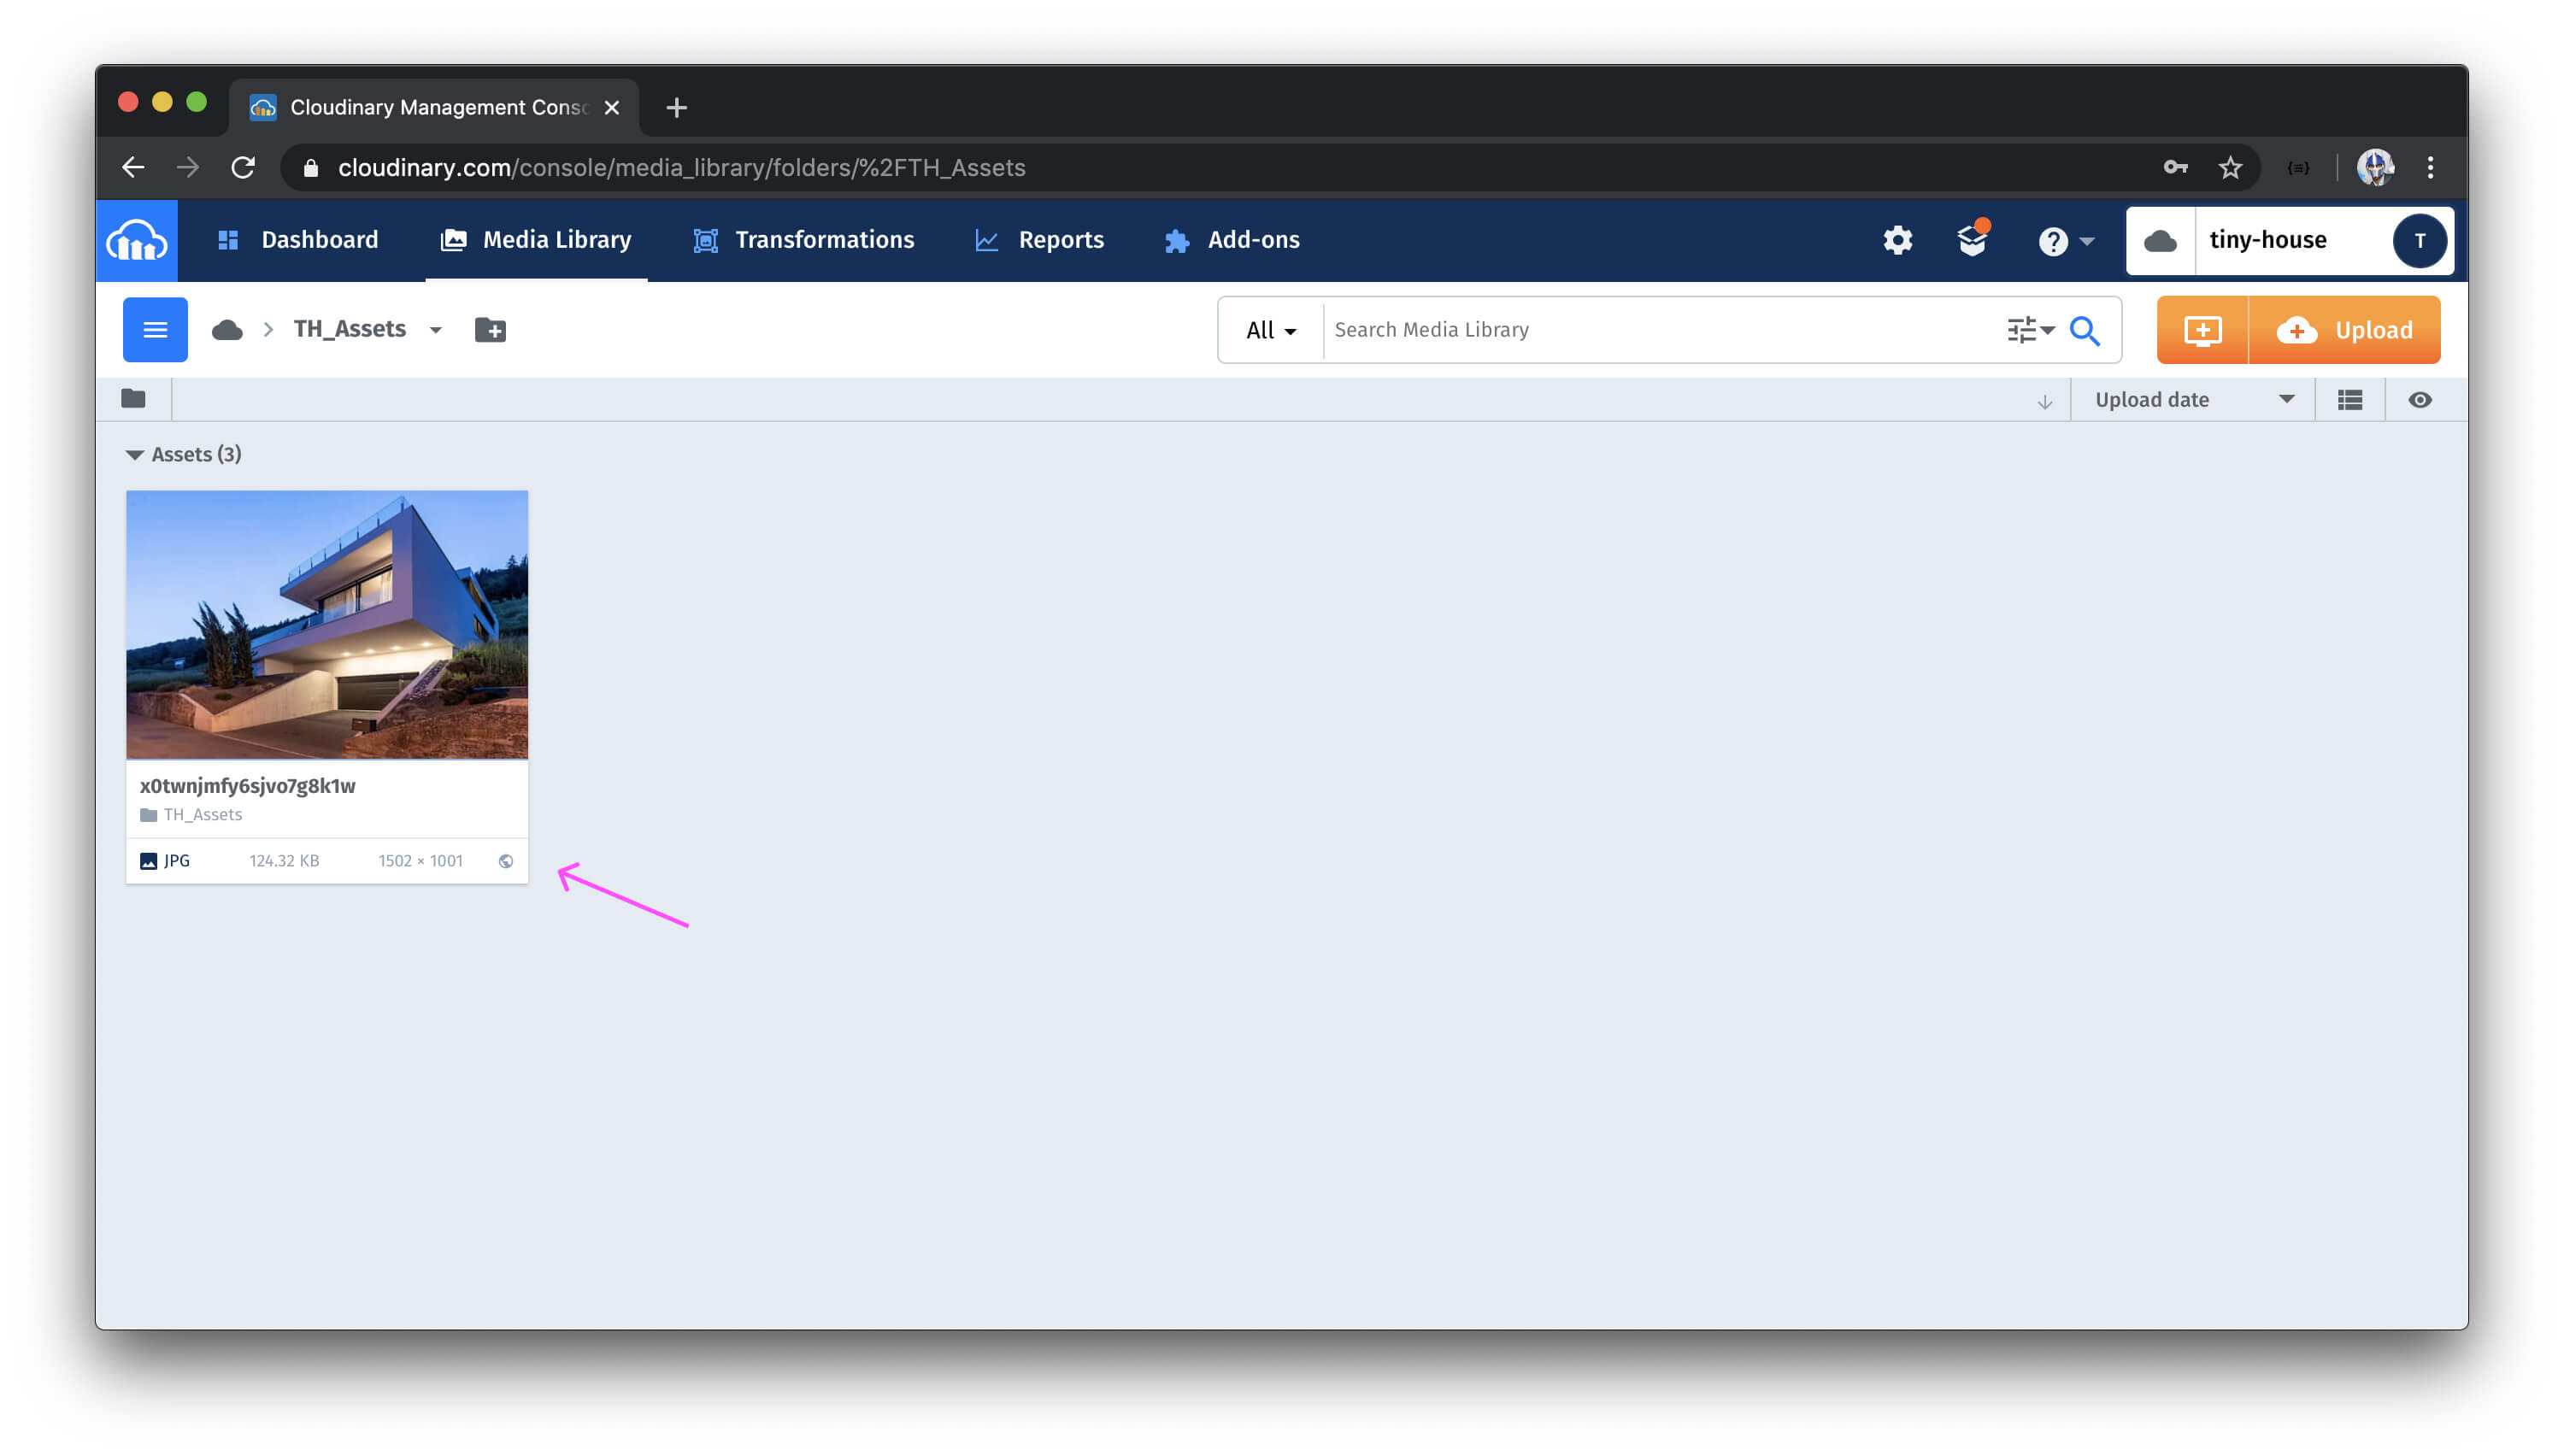 Cloudinary Management Conso
cloudinary.com/console/media_library/folders/%2FTH_Assets
Dashboard
Media Library
Transformations
Reports
Add-ons
tiny-house
T
TH_Assets
All
Search Media Library
Upload
Upload date
Assets (3)
x0twnjmfy6sjvo7g8k1w
TH_Assets
JPG 124.32 KB 1502 × 1001